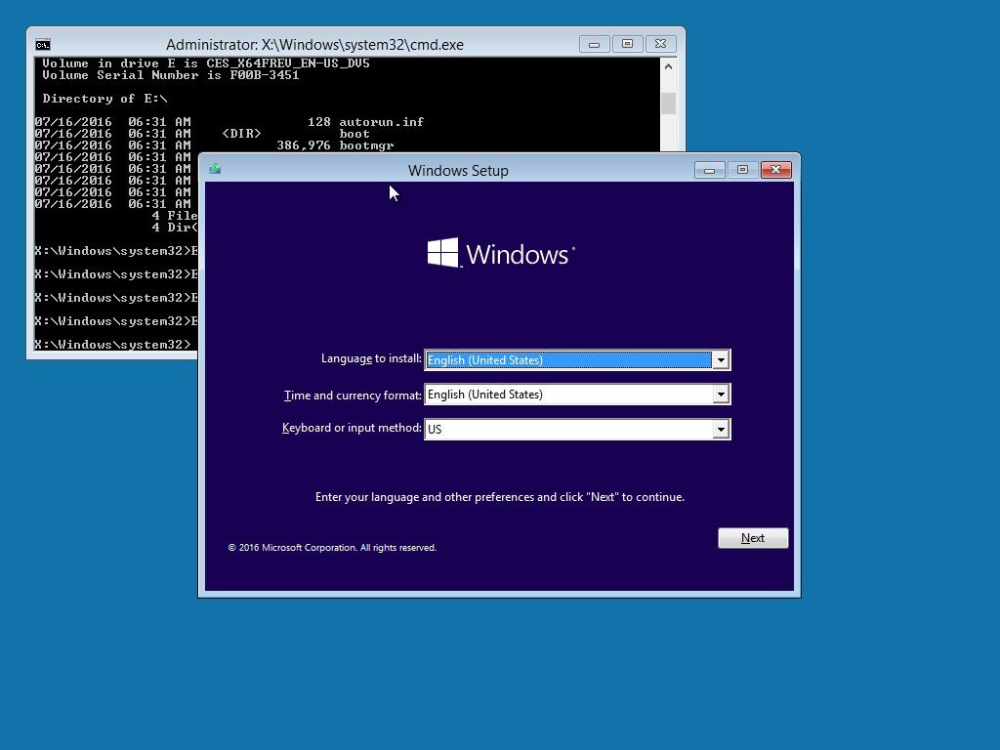 Administrator: X:\Windows\system32\cmd.exe
Volume in drive E is CES_X64FREV_EN-US_DV5
Volume Serial Number is F00B-3451
Directory of E:\
07/16/2016 06:31 AM 128 autorun.inf
07/16/2016 06:31 AM <DIR> boot
07/16/2016 06:31 AM 386,976 bootmgr
07/16/2016 06:31 AM
07/16/2016 06:31 AM
07/16/2016 06:31 AM
07/16/2016 06:31 AM
07/16/2016 06:31 AM
4 File
4 Dir(
X:\Windows\system32>E
X:\Windows\system32>E
X:\Windows\system32>E
X:\Windows\system32>E
X:\Windows\system32>
Windows Setup
Windows
Language to install: English (United States)
Time and currency format: English (United States)
Keyboard or input method: US
Enter your language and other preferences and click "Next" to continue.
© 2016 Microsoft Corporation. All rights reserved.
Next